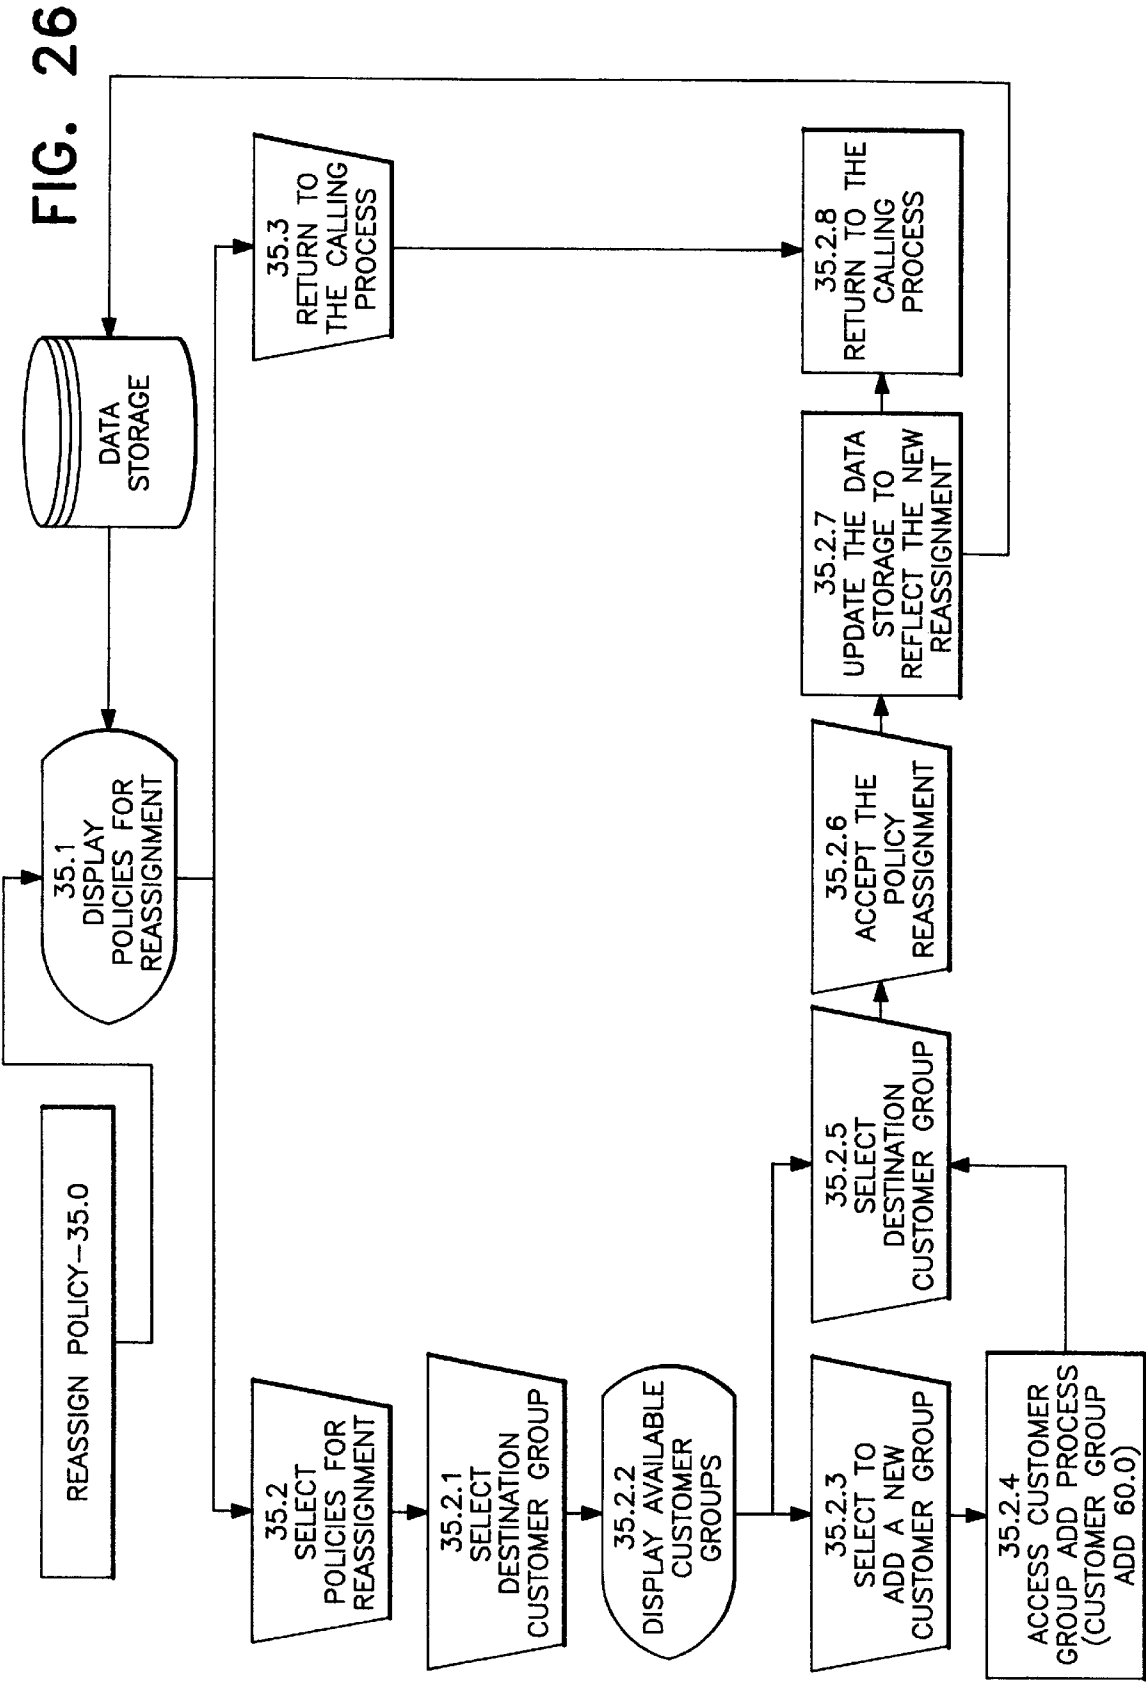 FIG. 26
REASSIGN POLICY-35.0
35.1
DISPLAY
POLICIES FOR
REASSIGNMENT
DATA
STORAGE
35.2
SELECT
POLICIES FOR
REASSIGNMENT
35.3
RETURN TO
THE CALLING
PROCESS
35.2.1
SELECT
DESTINATION
CUSTOMER GROUP
35.2.2
DISPLAY AVAILABLE
CUSTOMER
GROUPS
35.2.3
SELECT TO
ADD A NEW
CUSTOMER GROUP
35.2.5
SELECT
DESTINATION
CUSTOMER GROUP
35.2.6
ACCEPT THE
POLICY
REASSIGNMENT
35.2.7
UPDATE THE DATA
STORAGE TO
REFLECT THE NEW
REASSIGNMENT
35.2.8
RETURN TO THE
CALLING
PROCESS
35.2.4
ACCESS CUSTOMER
GROUP ADD PROCESS
(CUSTOMER GROUP
ADD 60.0)